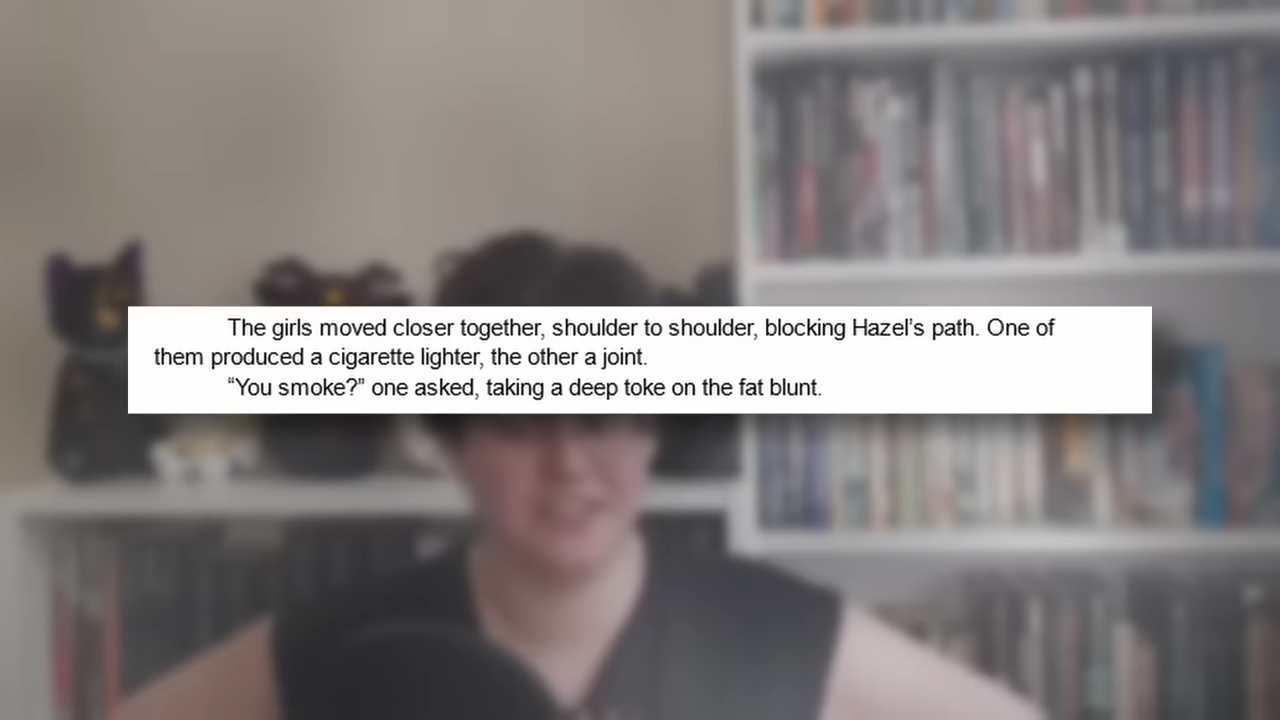 The girls moved closer together, shoulder to shoulder, blocking Hazel’s path. One of
them produced a cigarette lighter, the other a joint.
“You smoke?” one asked, taking a deep toke on the fat blunt.